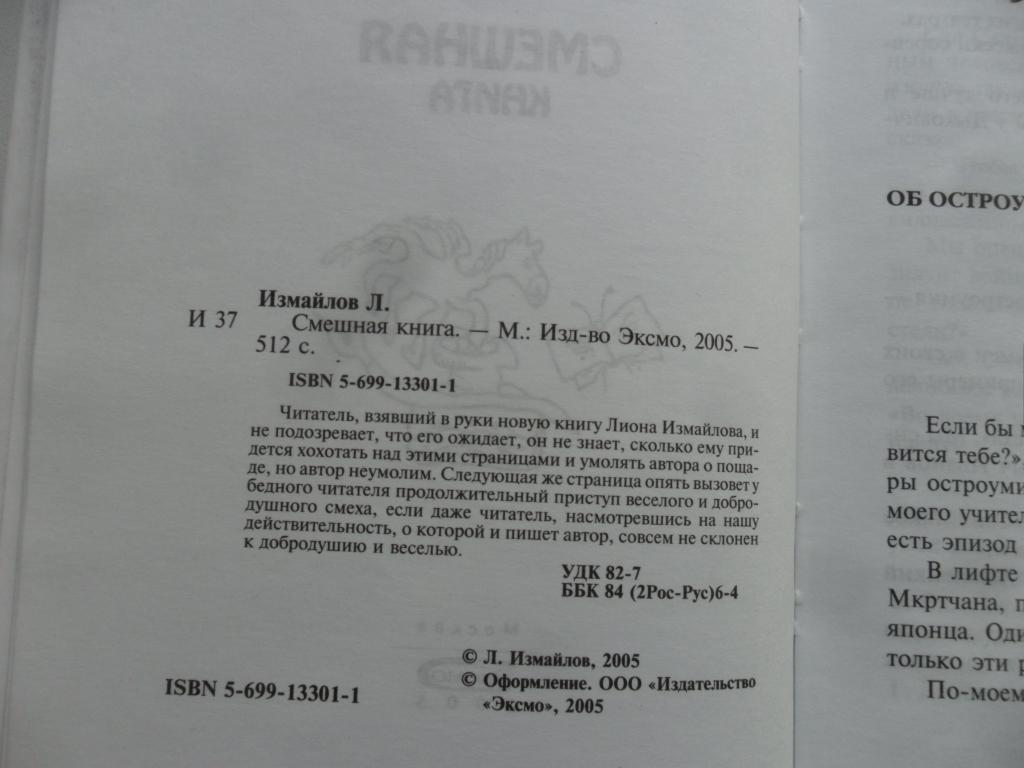 СМЕШНАЯ
КНИГА
Измайлов Л.
И 37
Смешная книга. — М.: Изд-во Эксмо, 2005. —
512 с.
ISBN 5-699-13301-1
Читатель, взявший в руки новую книгу Лиона Измайлова, и
не подозревает, что его ожидает, он не знает, сколько ему при-
дется хохотать над этими страницами и умолять автора о поща-
де, но автор неумолим. Следующая же страница опять вызовет у
бедного читателя продолжительный приступ веселого и добро-
душного смеха, если даже читатель, насмотревшись на нашу
действительность, о которой и пишет автор, совсем не склонен
к добродушию и веселью.
УДК 82-7
ББК 84 (2Рос-Рус)6-4
Москва
© Л. Измайлов, 2005
© Оформление. ООО «Издательство
«Эксмо», 2005
ISBN 5-699-13301-1
ОБ ОСТРОУ
Если бы
вится тебе?»
ры остроуми
моего учител
есть эпизод
В лифте
Мкртчана, п
японца. Оди
только эти р
По-моем